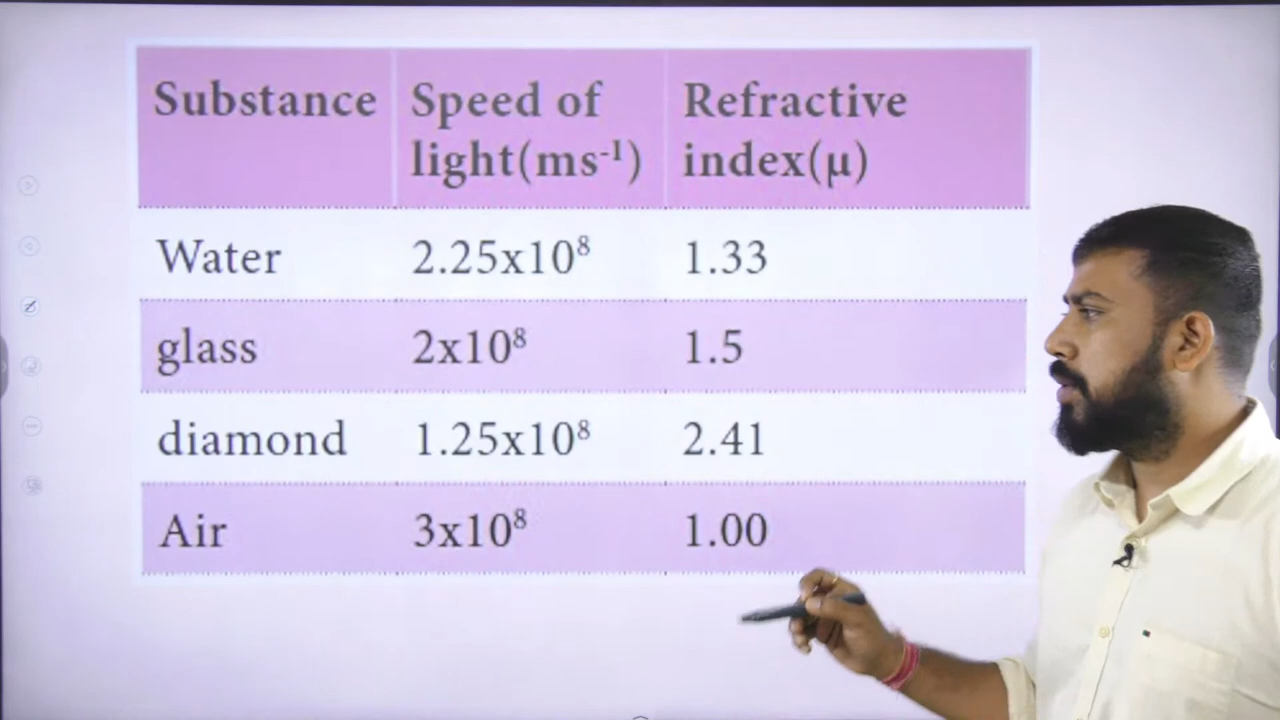 Substance Speed of light(ms⁻¹) Refractive index(μ)
Water 2.25x10⁸ 1.33
glass 2x10⁸ 1.5
diamond 1.25x10⁸ 2.41
Air 3x10⁸ 1.00